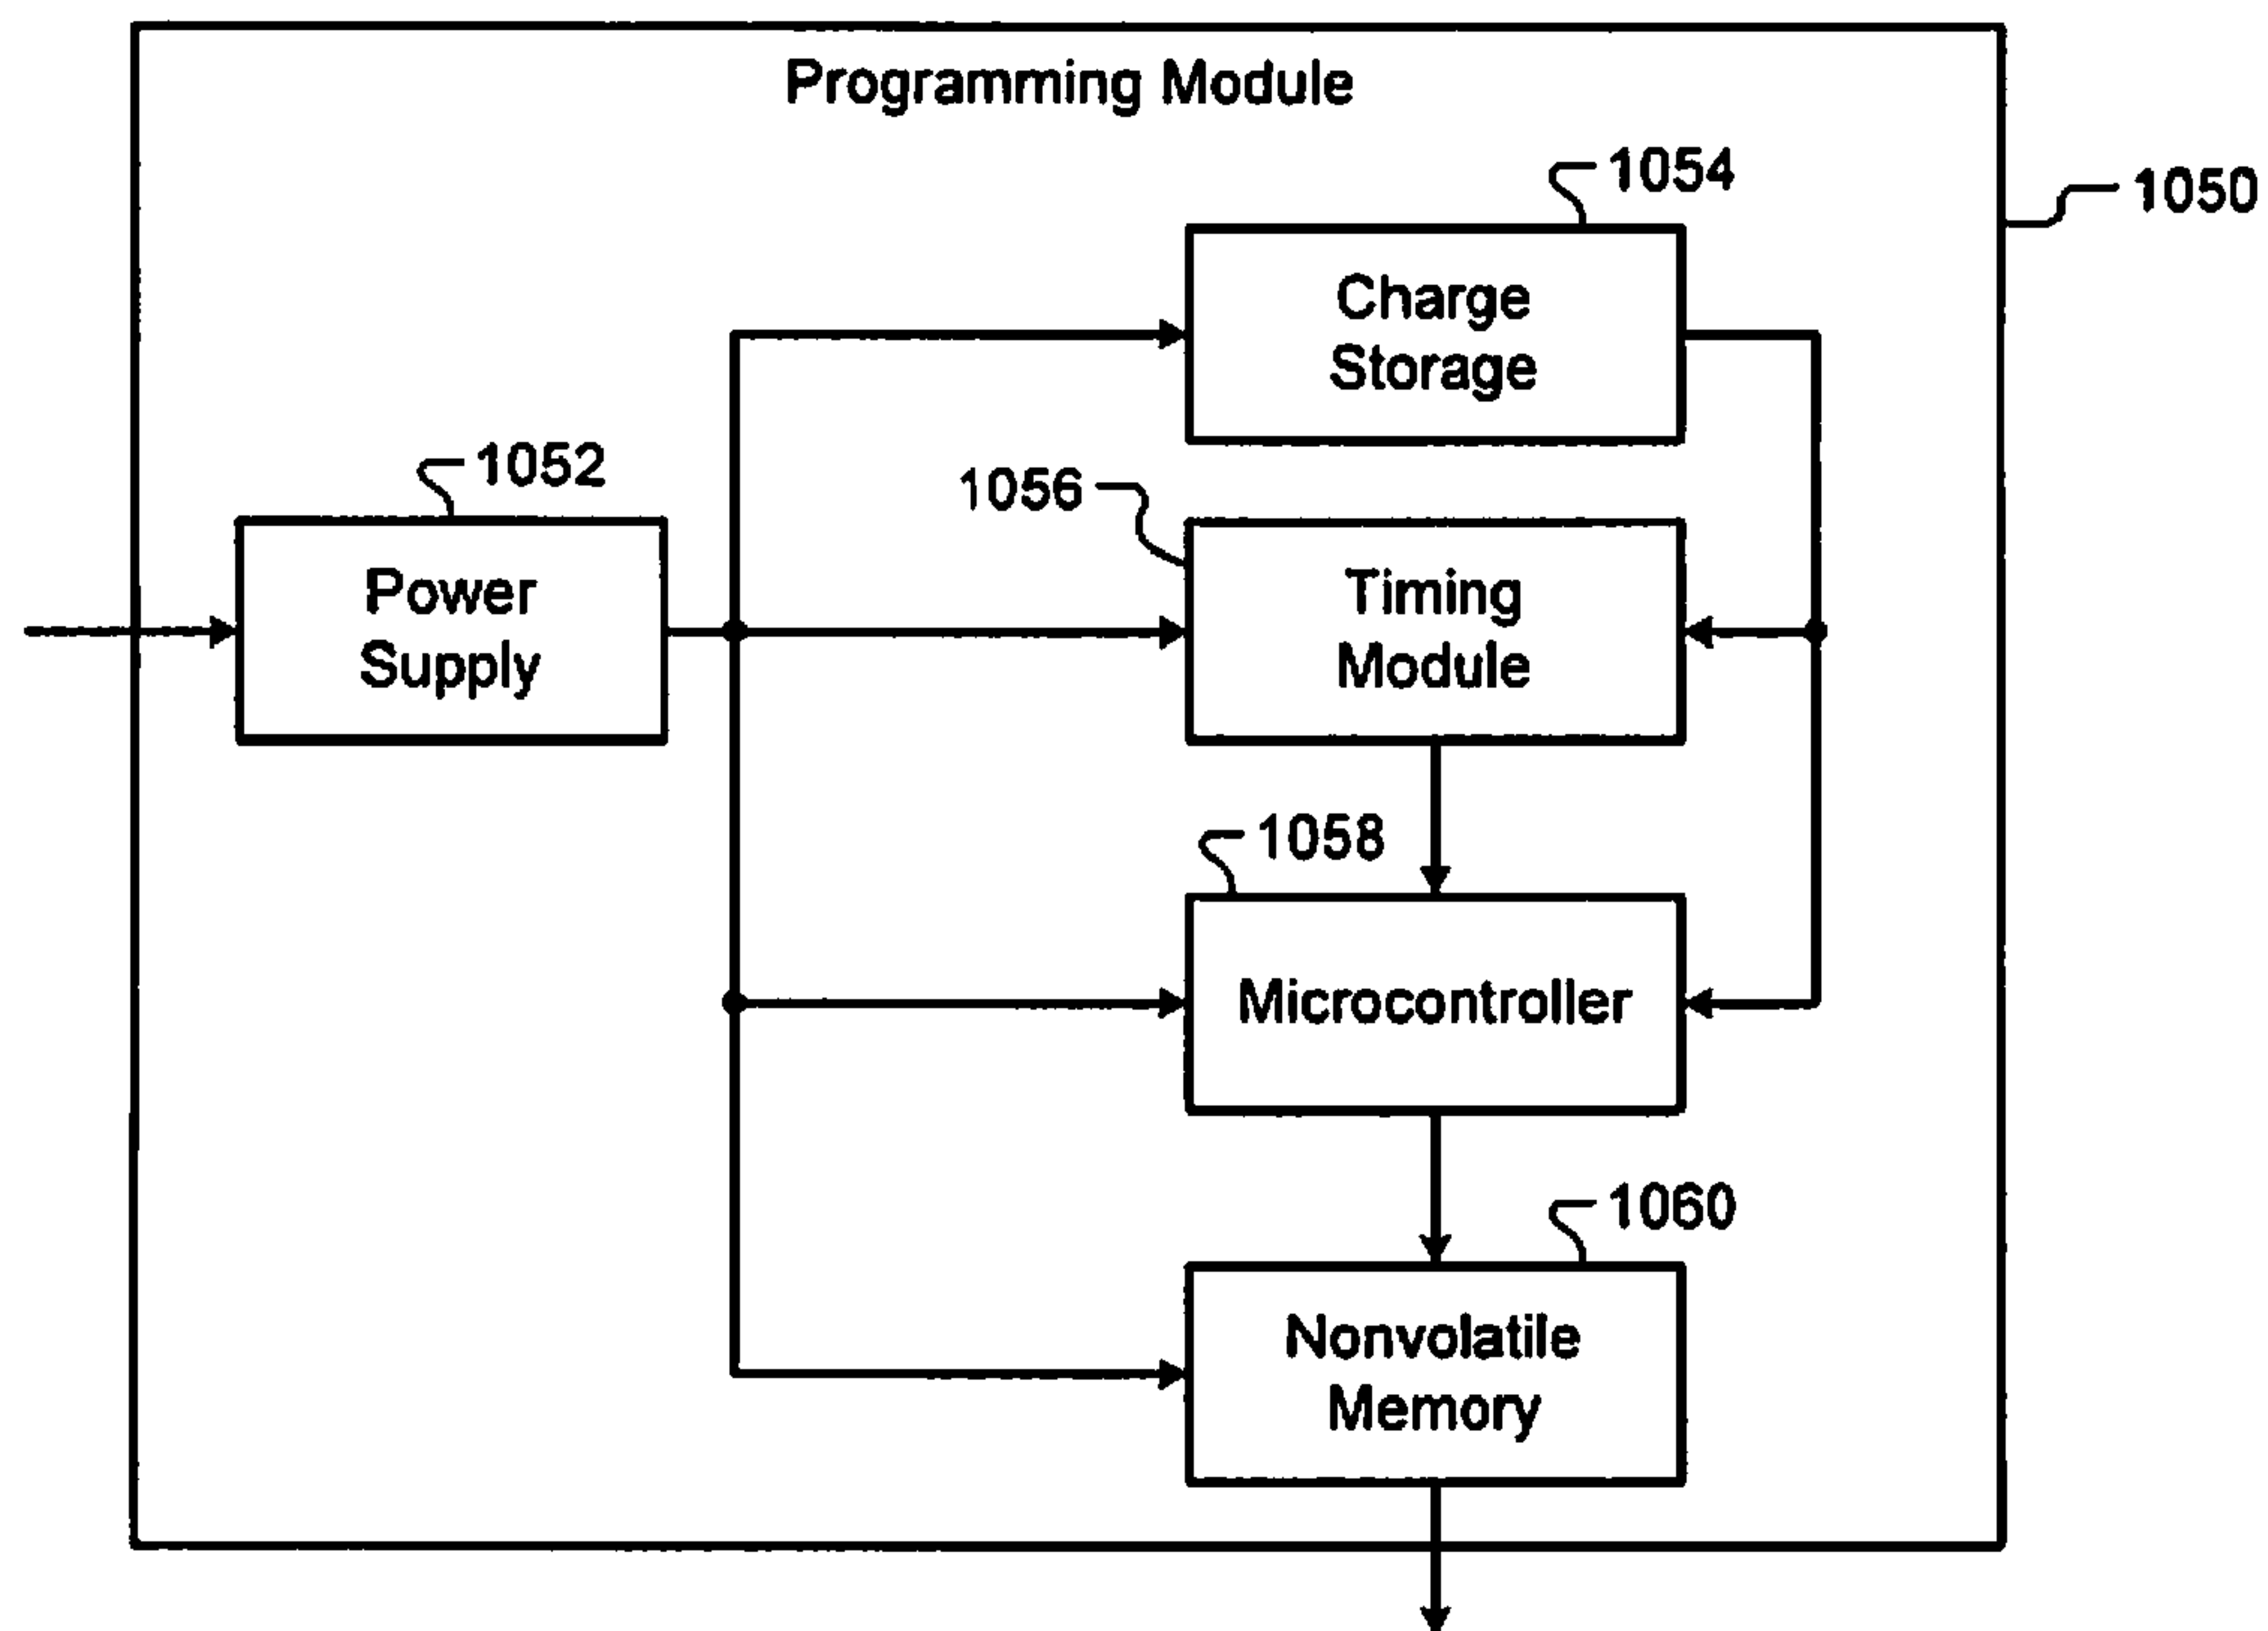 Programming Module
1054
1050
Charge
Storage
1052
1056
Power
Supply
Timing
Module
1058
Microcontroller
1060
Nonvolatile
Memory